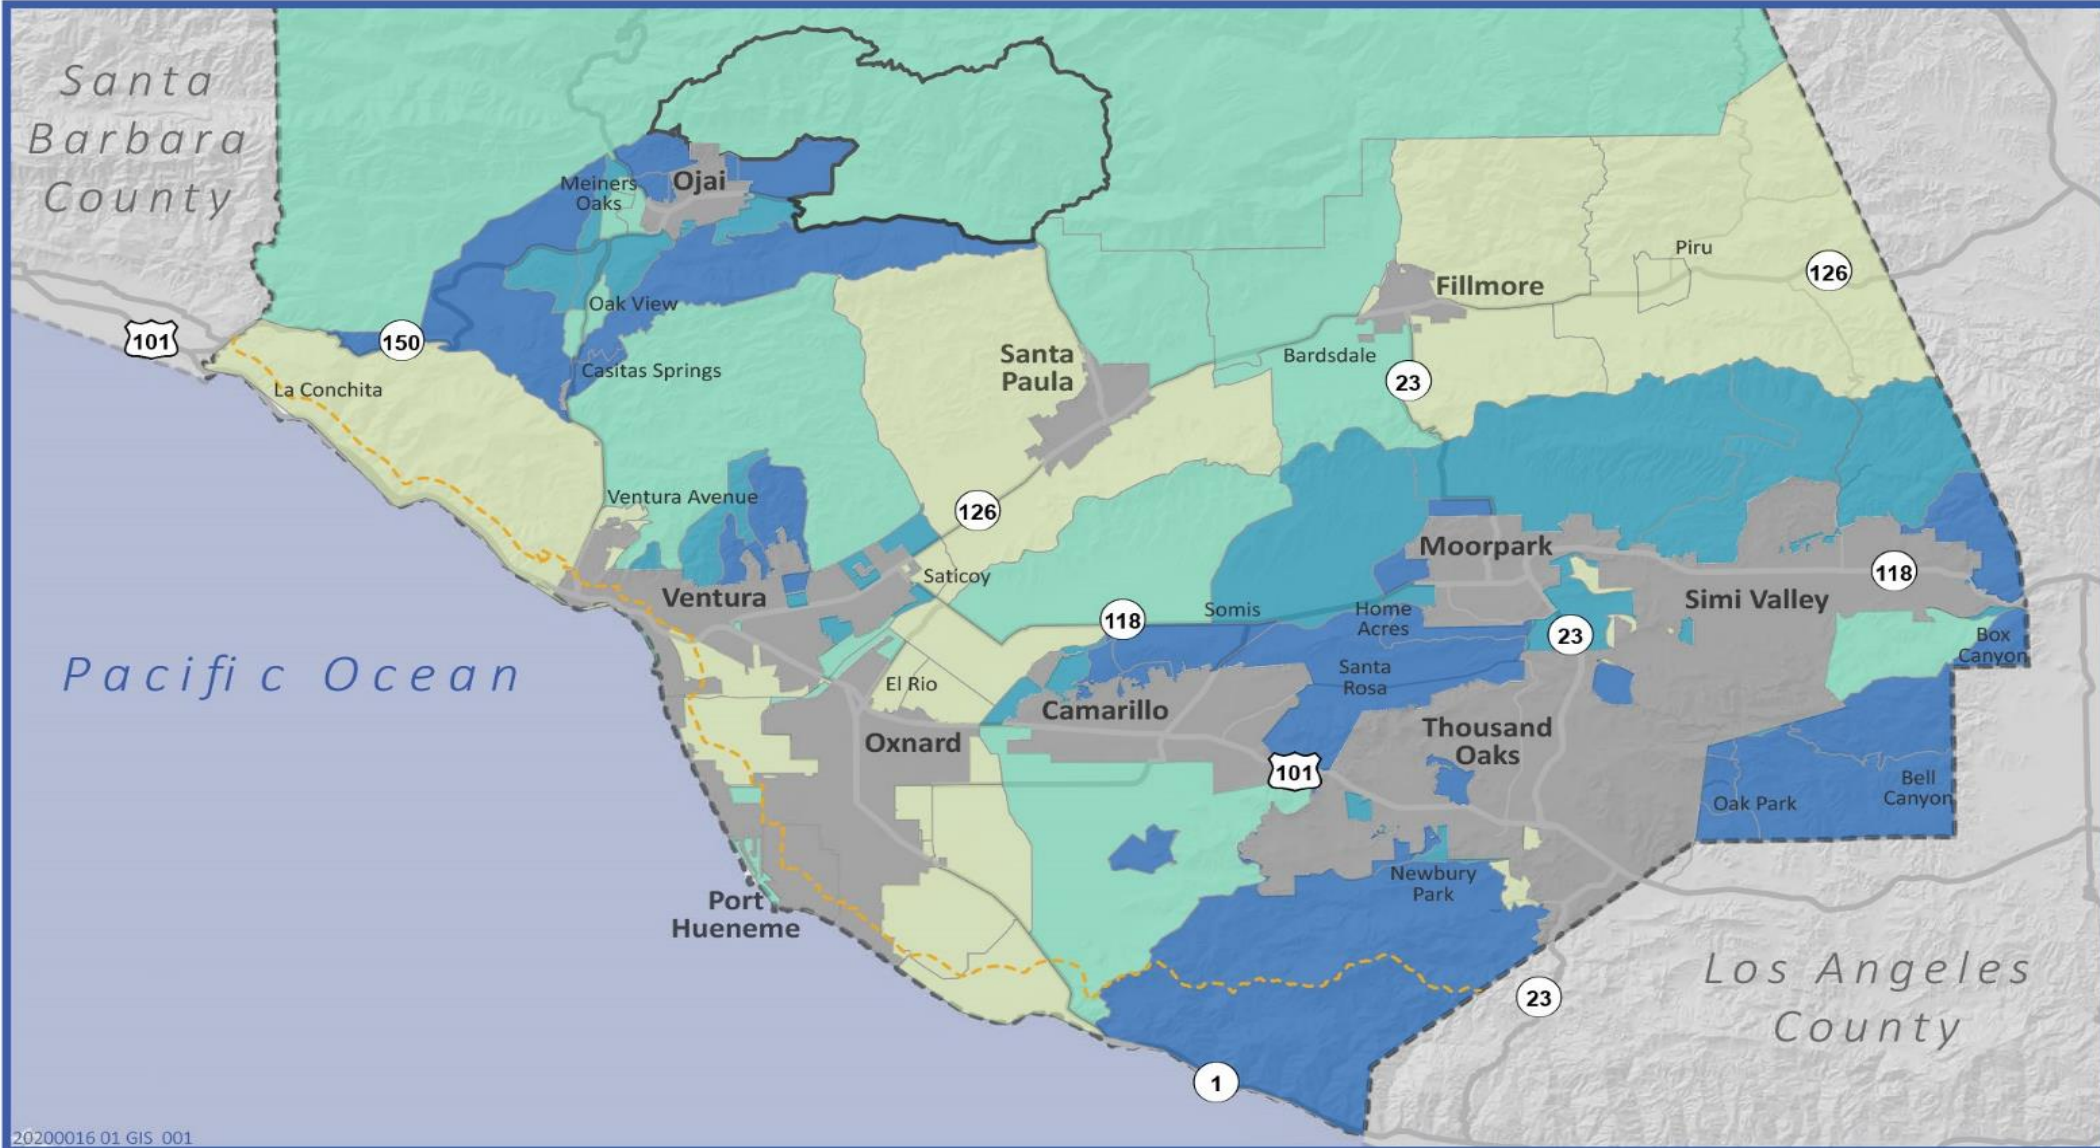 Santa
Barbara
County
Meiners
Oaks
Ojai
Piru
126
Oak View
Fillmore
101
150
Santa
Paula
Bardsdale
Casitas Springs
23
La Conchita
Ventura Avenue
126
Moorpark
118
Saticoy
Ventura
Simi Valley
118
Somis
Home
Acres
23
Box
Canyon
Pacific Ocean
El Rio
Santa
Rosa
Camarillo
Oxnard
Thousand
Oaks
101
Oak Park
Bell
Canyon
Newbury
Park
Port
Hueneme
Los Angeles
County
23
1
20200016 01 GIS 001